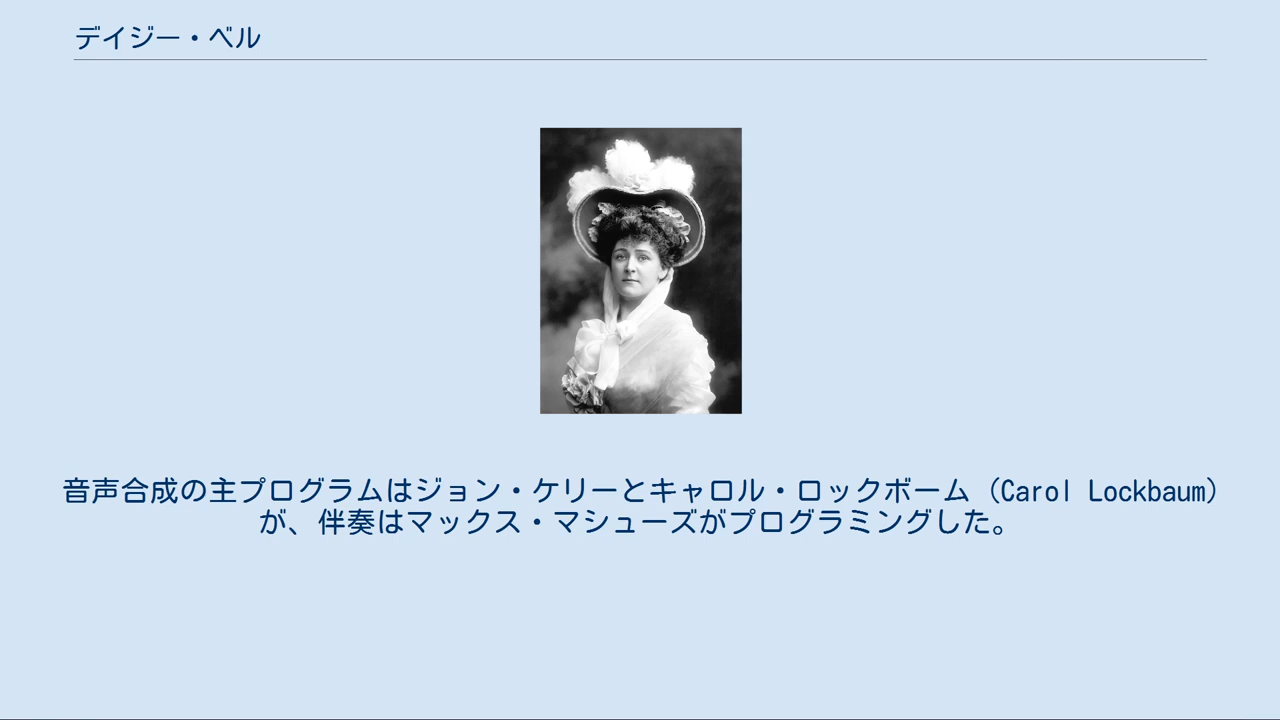 デイジー・ベル
音声合成の主プログラムはジョン・ケリーとキャロル・ロックボーム（Carol Lockbaum）
が、伴奏はマックス・マシューズがプログラミングした。